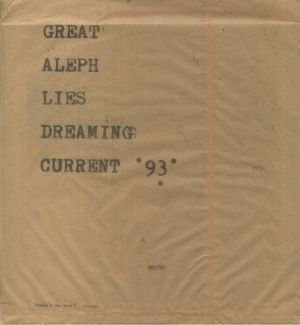 GREAT
ALEPH
LIES
DREAMING
CURRENT °93°